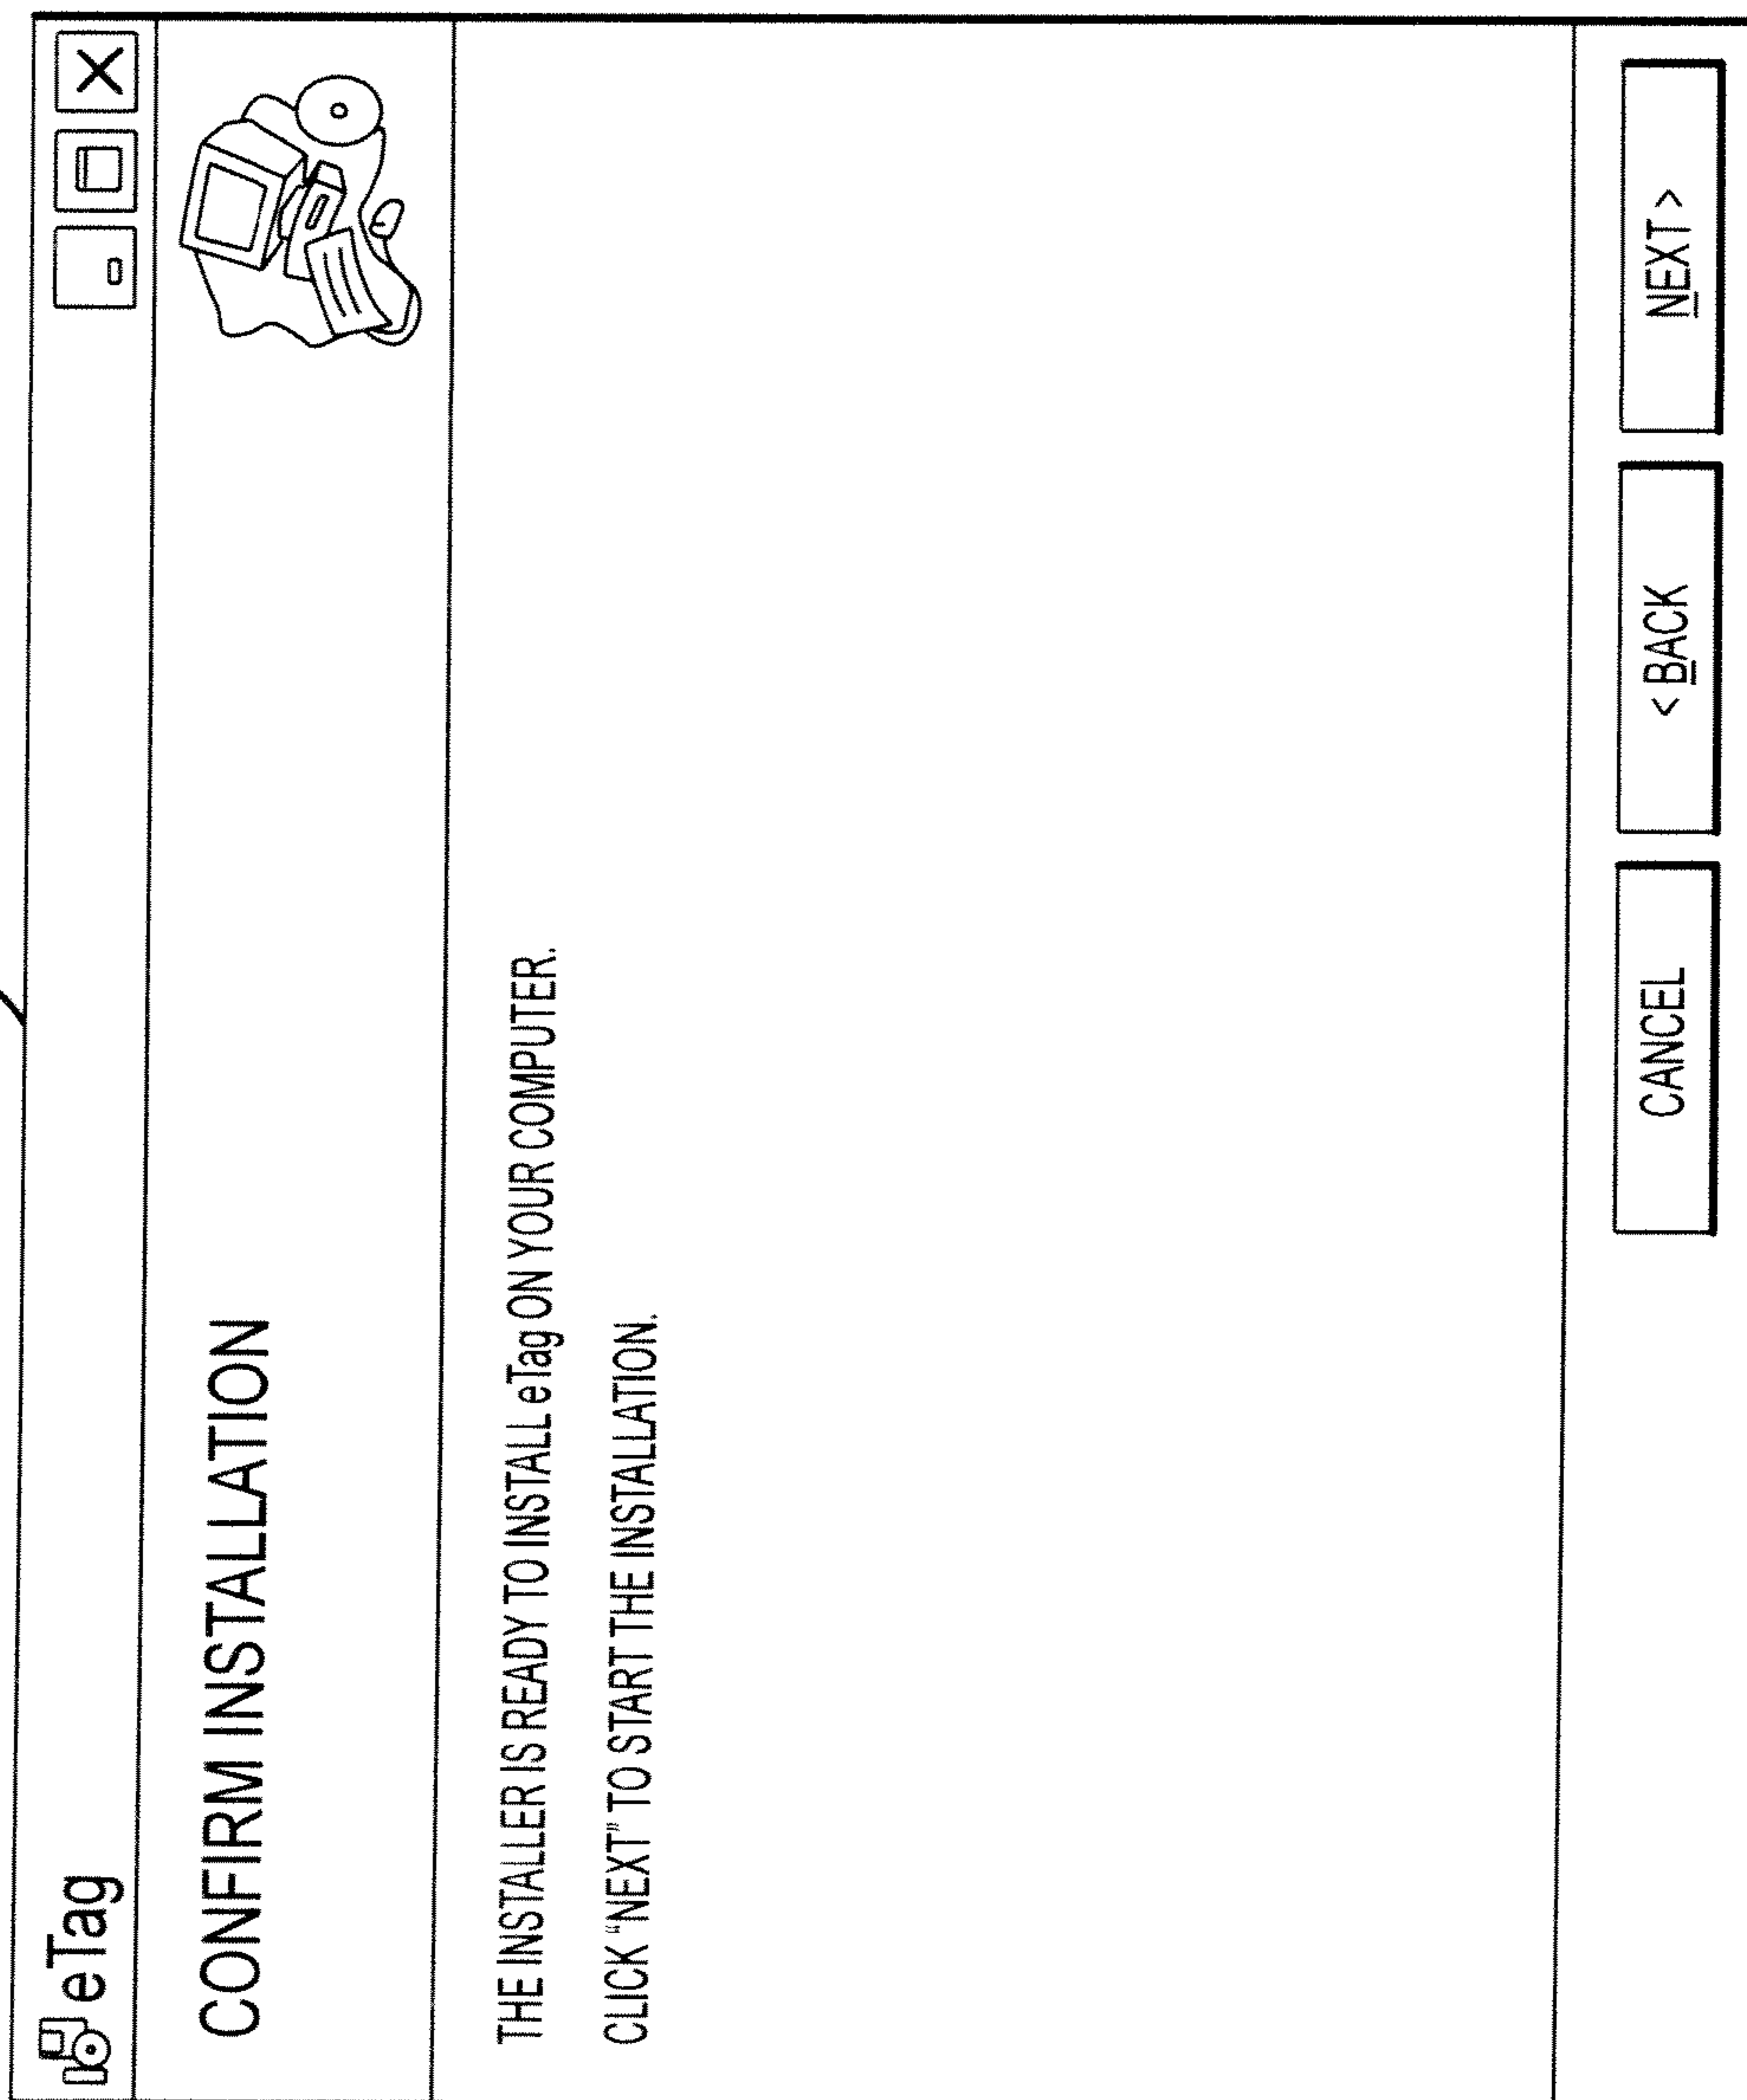 eTag
CONFIRM INSTALLATION
THE INSTALLER IS READY TO INSTALL eTag ON YOUR COMPUTER.
CLICK “NEXT” TO START THE INSTALLATION.
CANCEL
< BACK
NEXT >